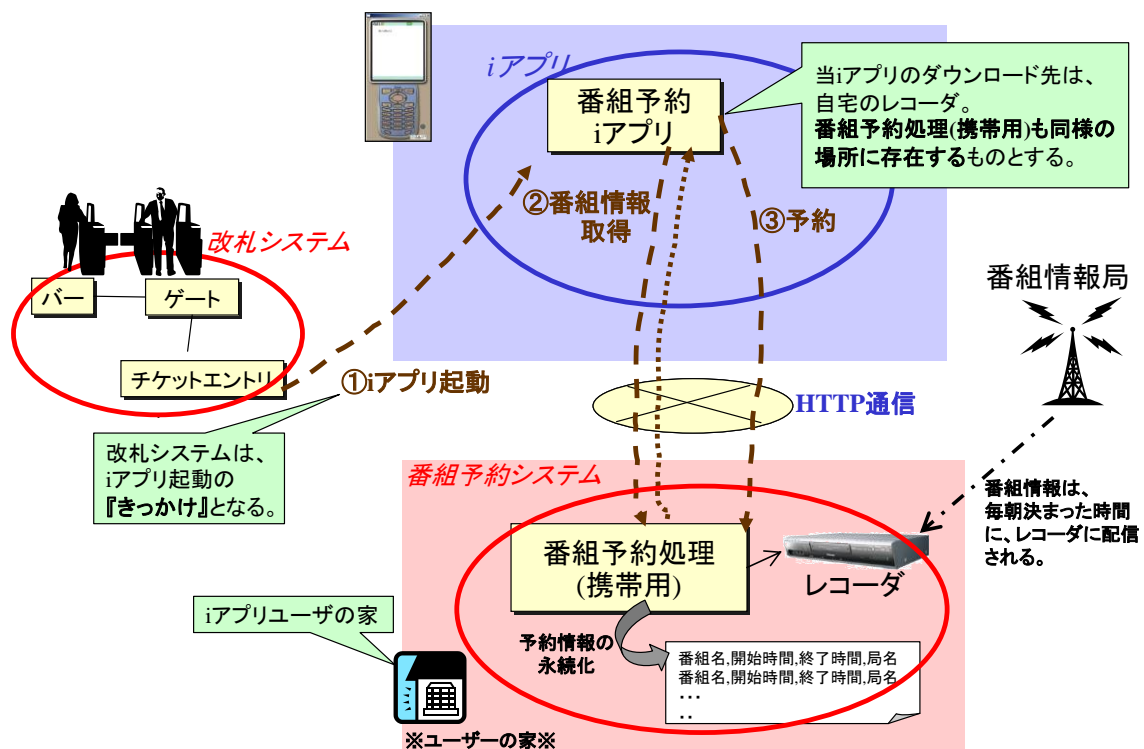 iアプリ
番組予約
iアプリ
当iアプリのダウンロード先は、
自宅のレコーダ。
番組予約処理(携帯用)も同様の
場所に存在するものとする。
②番組情報
取得
③予約
改札システム
バー
ゲート
チケットエントリ
①iアプリ起動
改札システムは、
iアプリ起動の
『きっかけ』となる。
番組情報局
HTTP通信
番組情報は、
毎朝決まった時間
に、レコーダに配信
される。
番組予約システム
番組予約処理
(携帯用)
レコーダ
iアプリユーザの家
予約情報の
永続化
番組名,開始時間,終了時間,局名
番組名,開始時間,終了時間,局名
・・・
・・
※ユーザーの家※